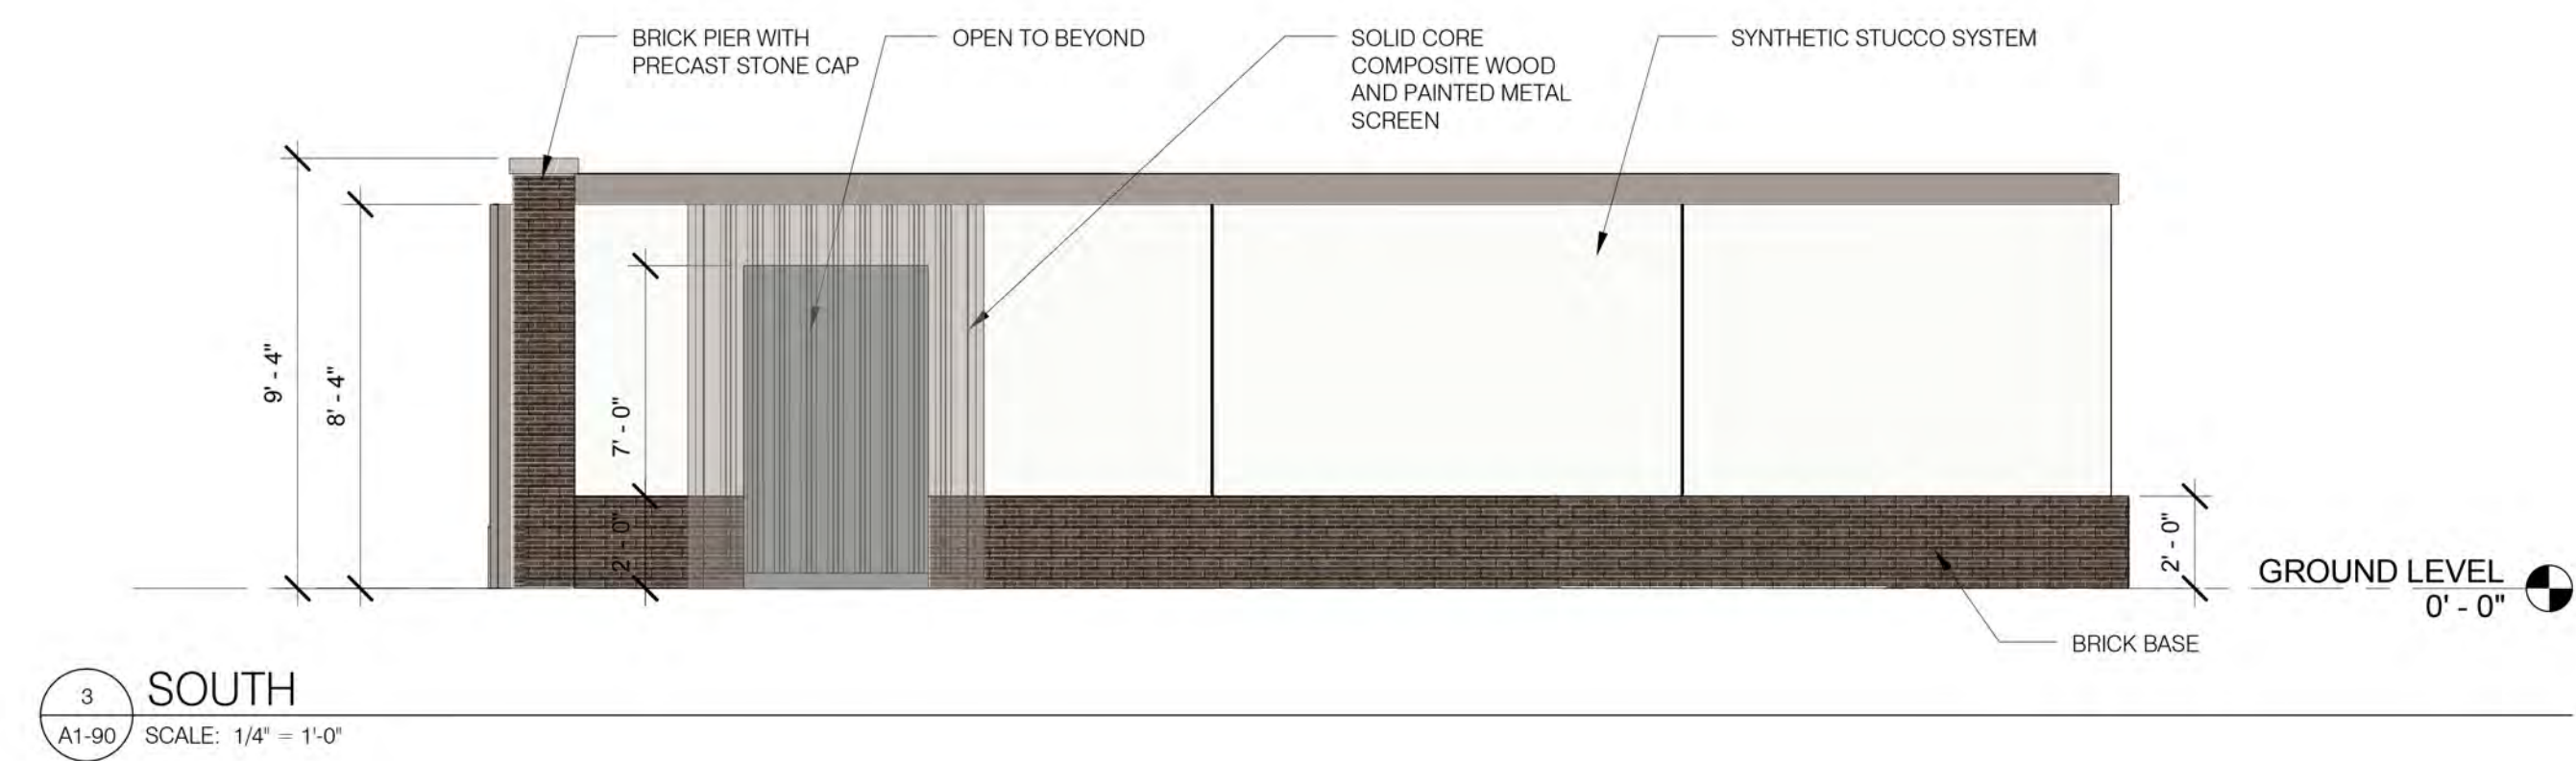 BRICK PIER WITH
PRECAST STONE CAP
OPEN TO BEYOND
SOLID CORE
COMPOSITE WOOD
AND PAINTED METAL
SCREEN
SYNTHETIC STUCCO SYSTEM
9' - 4"
8' - 4"
7' - 0"
2' - 0"
2' - 0"
GROUND LEVEL
0' - 0"
BRICK BASE
3
SOUTH
A1-90
SCALE: 1/4" = 1'-0"